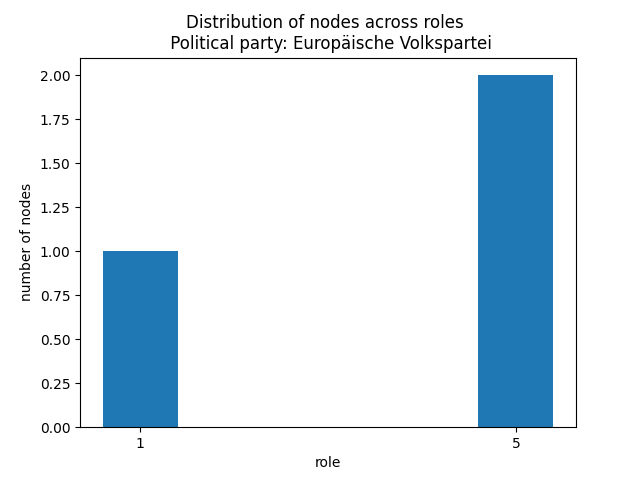 Distribution of nodes across roles
Political party: Europäische Volkspartei
2.00
1.75
1.50
1.25
1.00
0.75
0.50
0.25
0.00
number of nodes
1 5
role